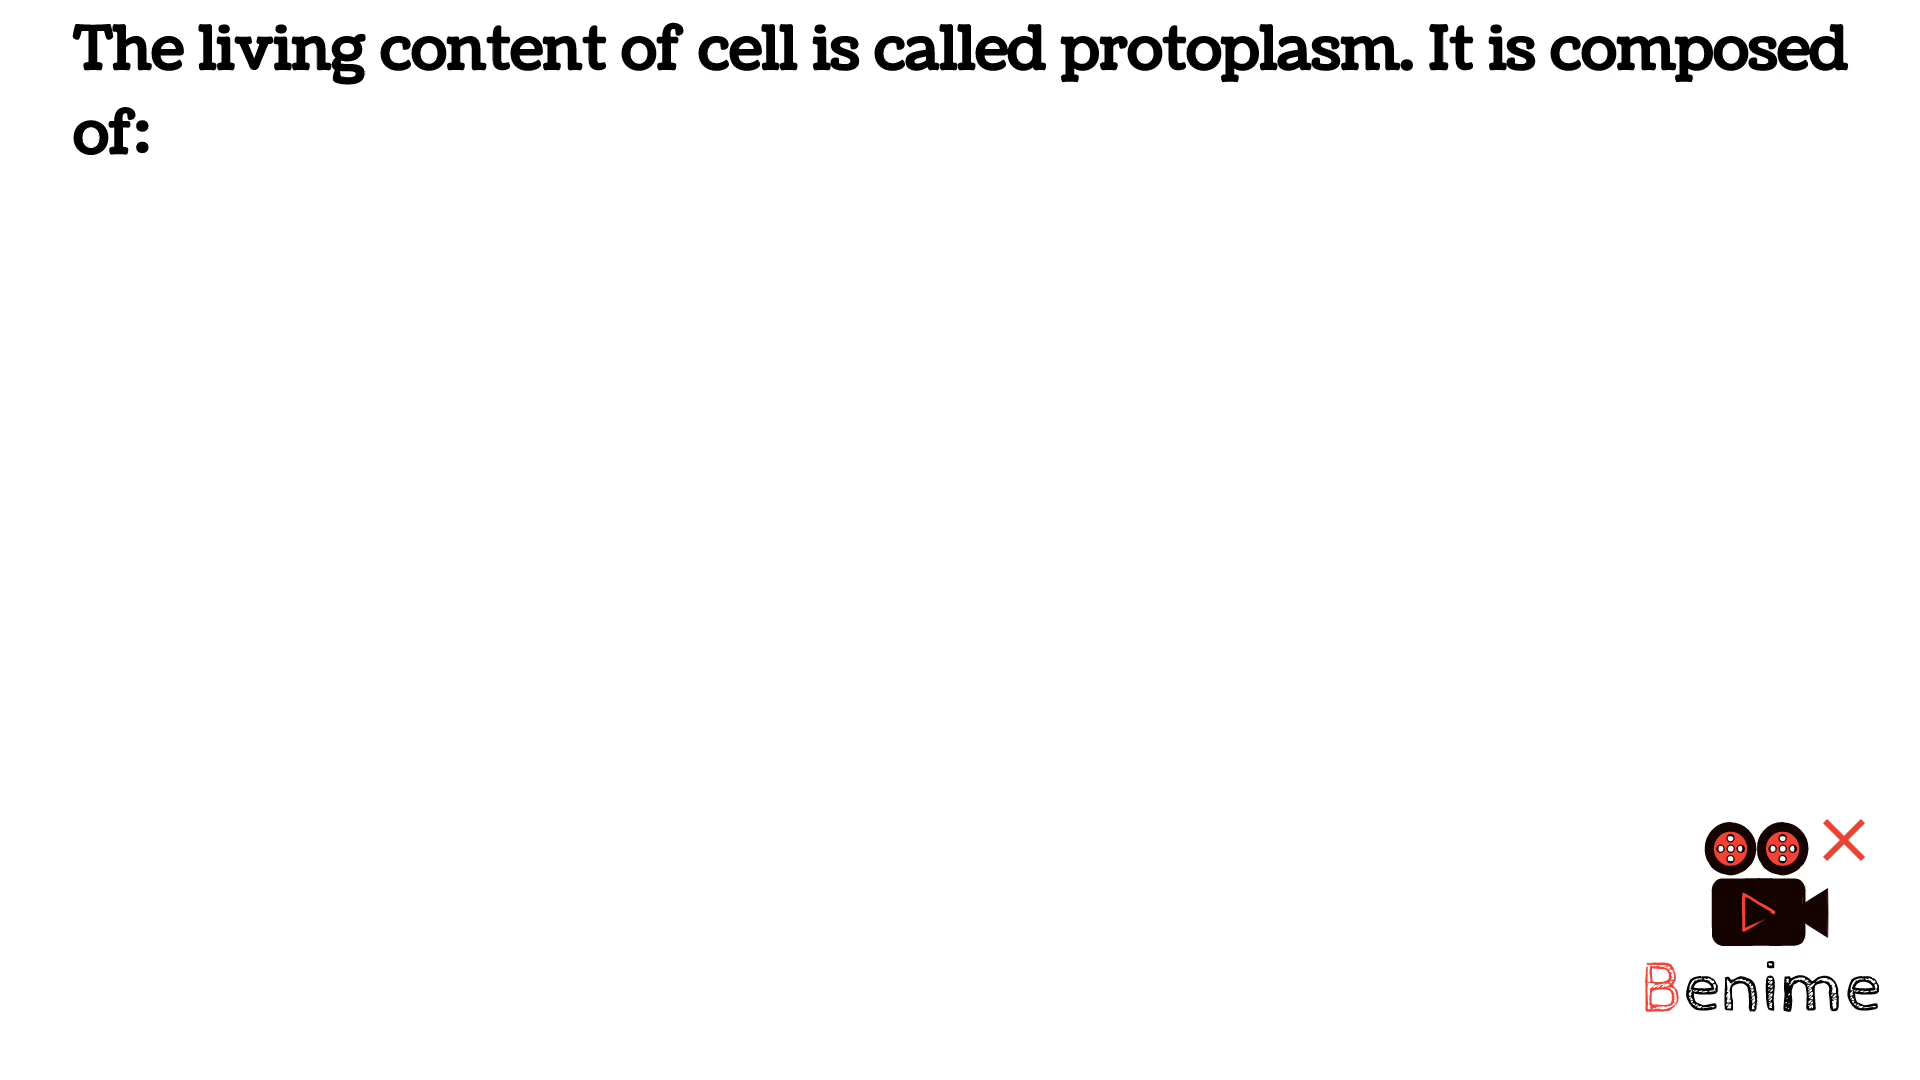 The living content of cell is called protoplasm. It is composed
of:
Benime